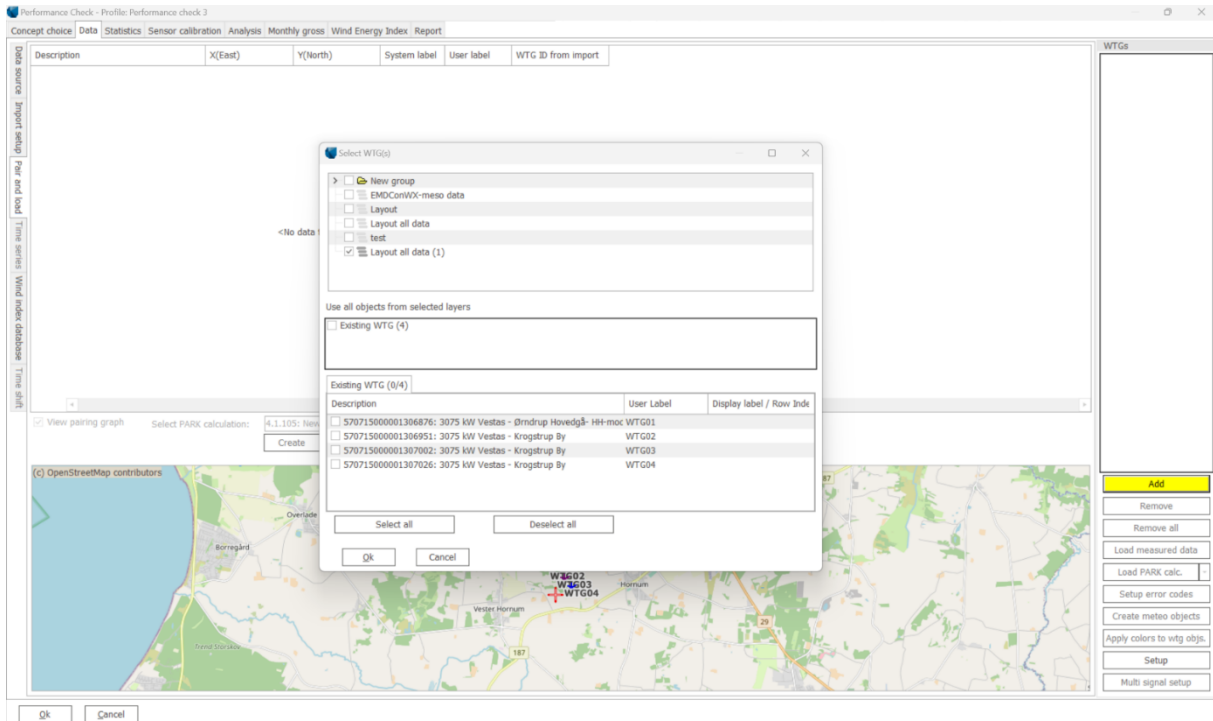 Performance Check - Profile: Performance check 3
Concept choice Data Statistics Sensor calibration Analysis Monthly gross Wind Energy Index Report
Data source
Import setup
Pair and load
Time series
Wind index database
Time shift
Description X(East) Y(North) System label User label WTG ID from import
WTGs
<No data
Select WTG(s)
New group
EMDConWX-meso data
Layout
Layout all data
test
Layout all data (1)
Use all objects from selected layers
Existing WTG (4)
Existing WTG (0/4)
Description User Label Display label / Row Inde
570715000001306876: 3075 kW Vestas - Ørndrup Hovedgå- HH-moc WTG01
570715000001306951: 3075 kW Vestas - Krogstrup By WTG02
570715000001307002: 3075 kW Vestas - Krogstrup By WTG03
570715000001307026: 3075 kW Vestas - Krogstrup By WTG04
Select all Deselect all
Ok Cancel
View pairing graph Select PARK calculation: 4.1.105: New
Create
(c) OpenStreetMap contributors
87
Overlade
Borregård
WTG02
WTG03
WTG04
Hornum
Vester Hornum
29
Trend Storskov
187
Add
Remove
Remove all
Load measured data
Load PARK calc.
Setup error codes
Create meteo objects
Apply colors to wtg objs.
Setup
Multi signal setup
Ok Cancel